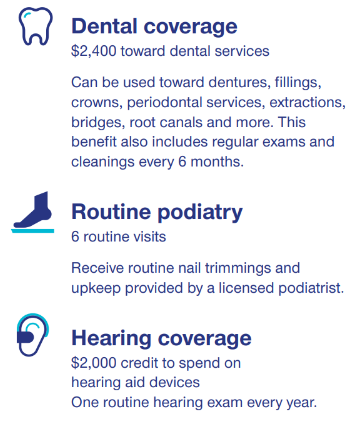 Dental coverage
$2,400 toward dental services
Can be used toward dentures, fillings,
crowns, periodontal services, extractions,
bridges, root canals and more. This
benefit also includes regular exams and
cleanings every 6 months.
Routine podiatry
6 routine visits
Receive routine nail trimmings and
upkeep provided by a licensed podiatrist.
Hearing coverage
$2,000 credit to spend on
hearing aid devices
One routine hearing exam every year.